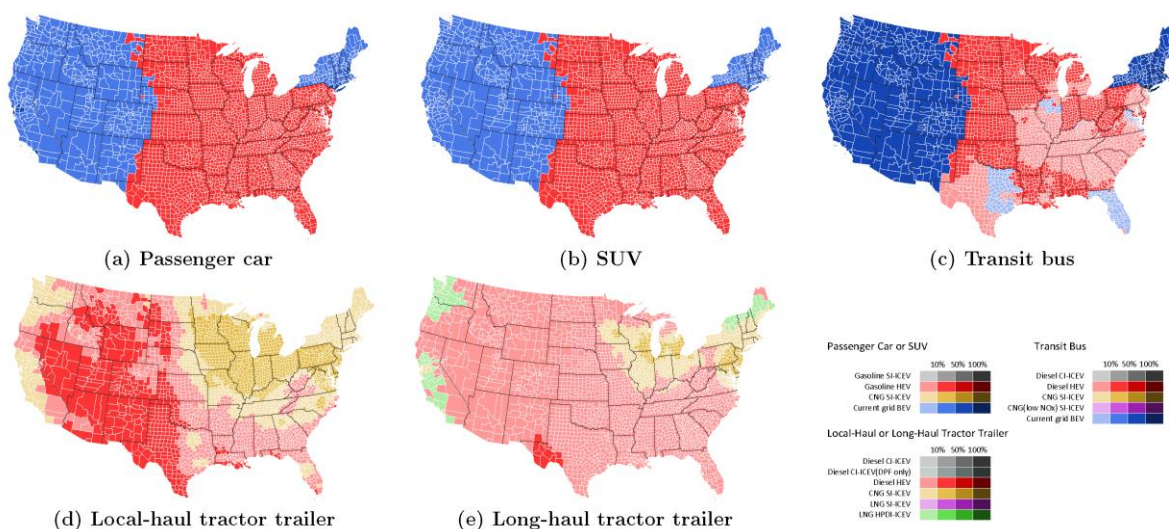 (a) Passenger car
(b) SUV
(c) Transit bus
(d) Local-haul tractor trailer
(e) Long-haul tractor trailer
Passenger Car or SUV
10% 50% 100%
Gasoline SI-ICEV
Gasoline HEV
CNG SI-ICEV
Current grid BEV
Transit Bus
10% 50% 100%
Diesel CI-ICEV
Diesel HEV
CNG SI-ICEV
CNG(low NOx) SI-ICEV
Current grid BEV
Local-Haul or Long-Haul Tractor Trailer
10% 50% 100%
Diesel CI-ICEV
Diesel CI-ICEV(DPF only)
Diesel HEV
CNG SI-ICEV
LNG SI-ICEV
LNG HPDI-ICEV